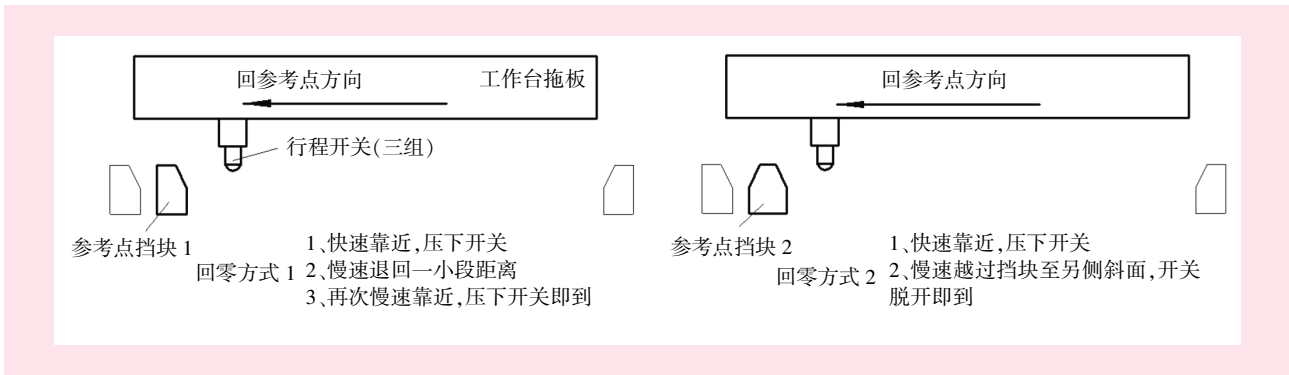 回参考点方向
工作台拖板
行程开关(三组)
参考点挡块 1
回零方式 1
1、快速靠近,压下开关
2、慢速退回一小段距离
3、再次慢速靠近,压下开关即到
回参考点方向
参考点挡块 2
回零方式 2
1、快速靠近,压下开关
2、慢速越过挡块至另侧斜面,开关
脱开即到